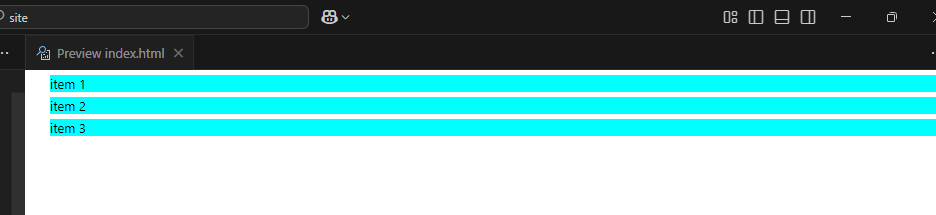 site
Preview index.html
item 1
item 2
item 3